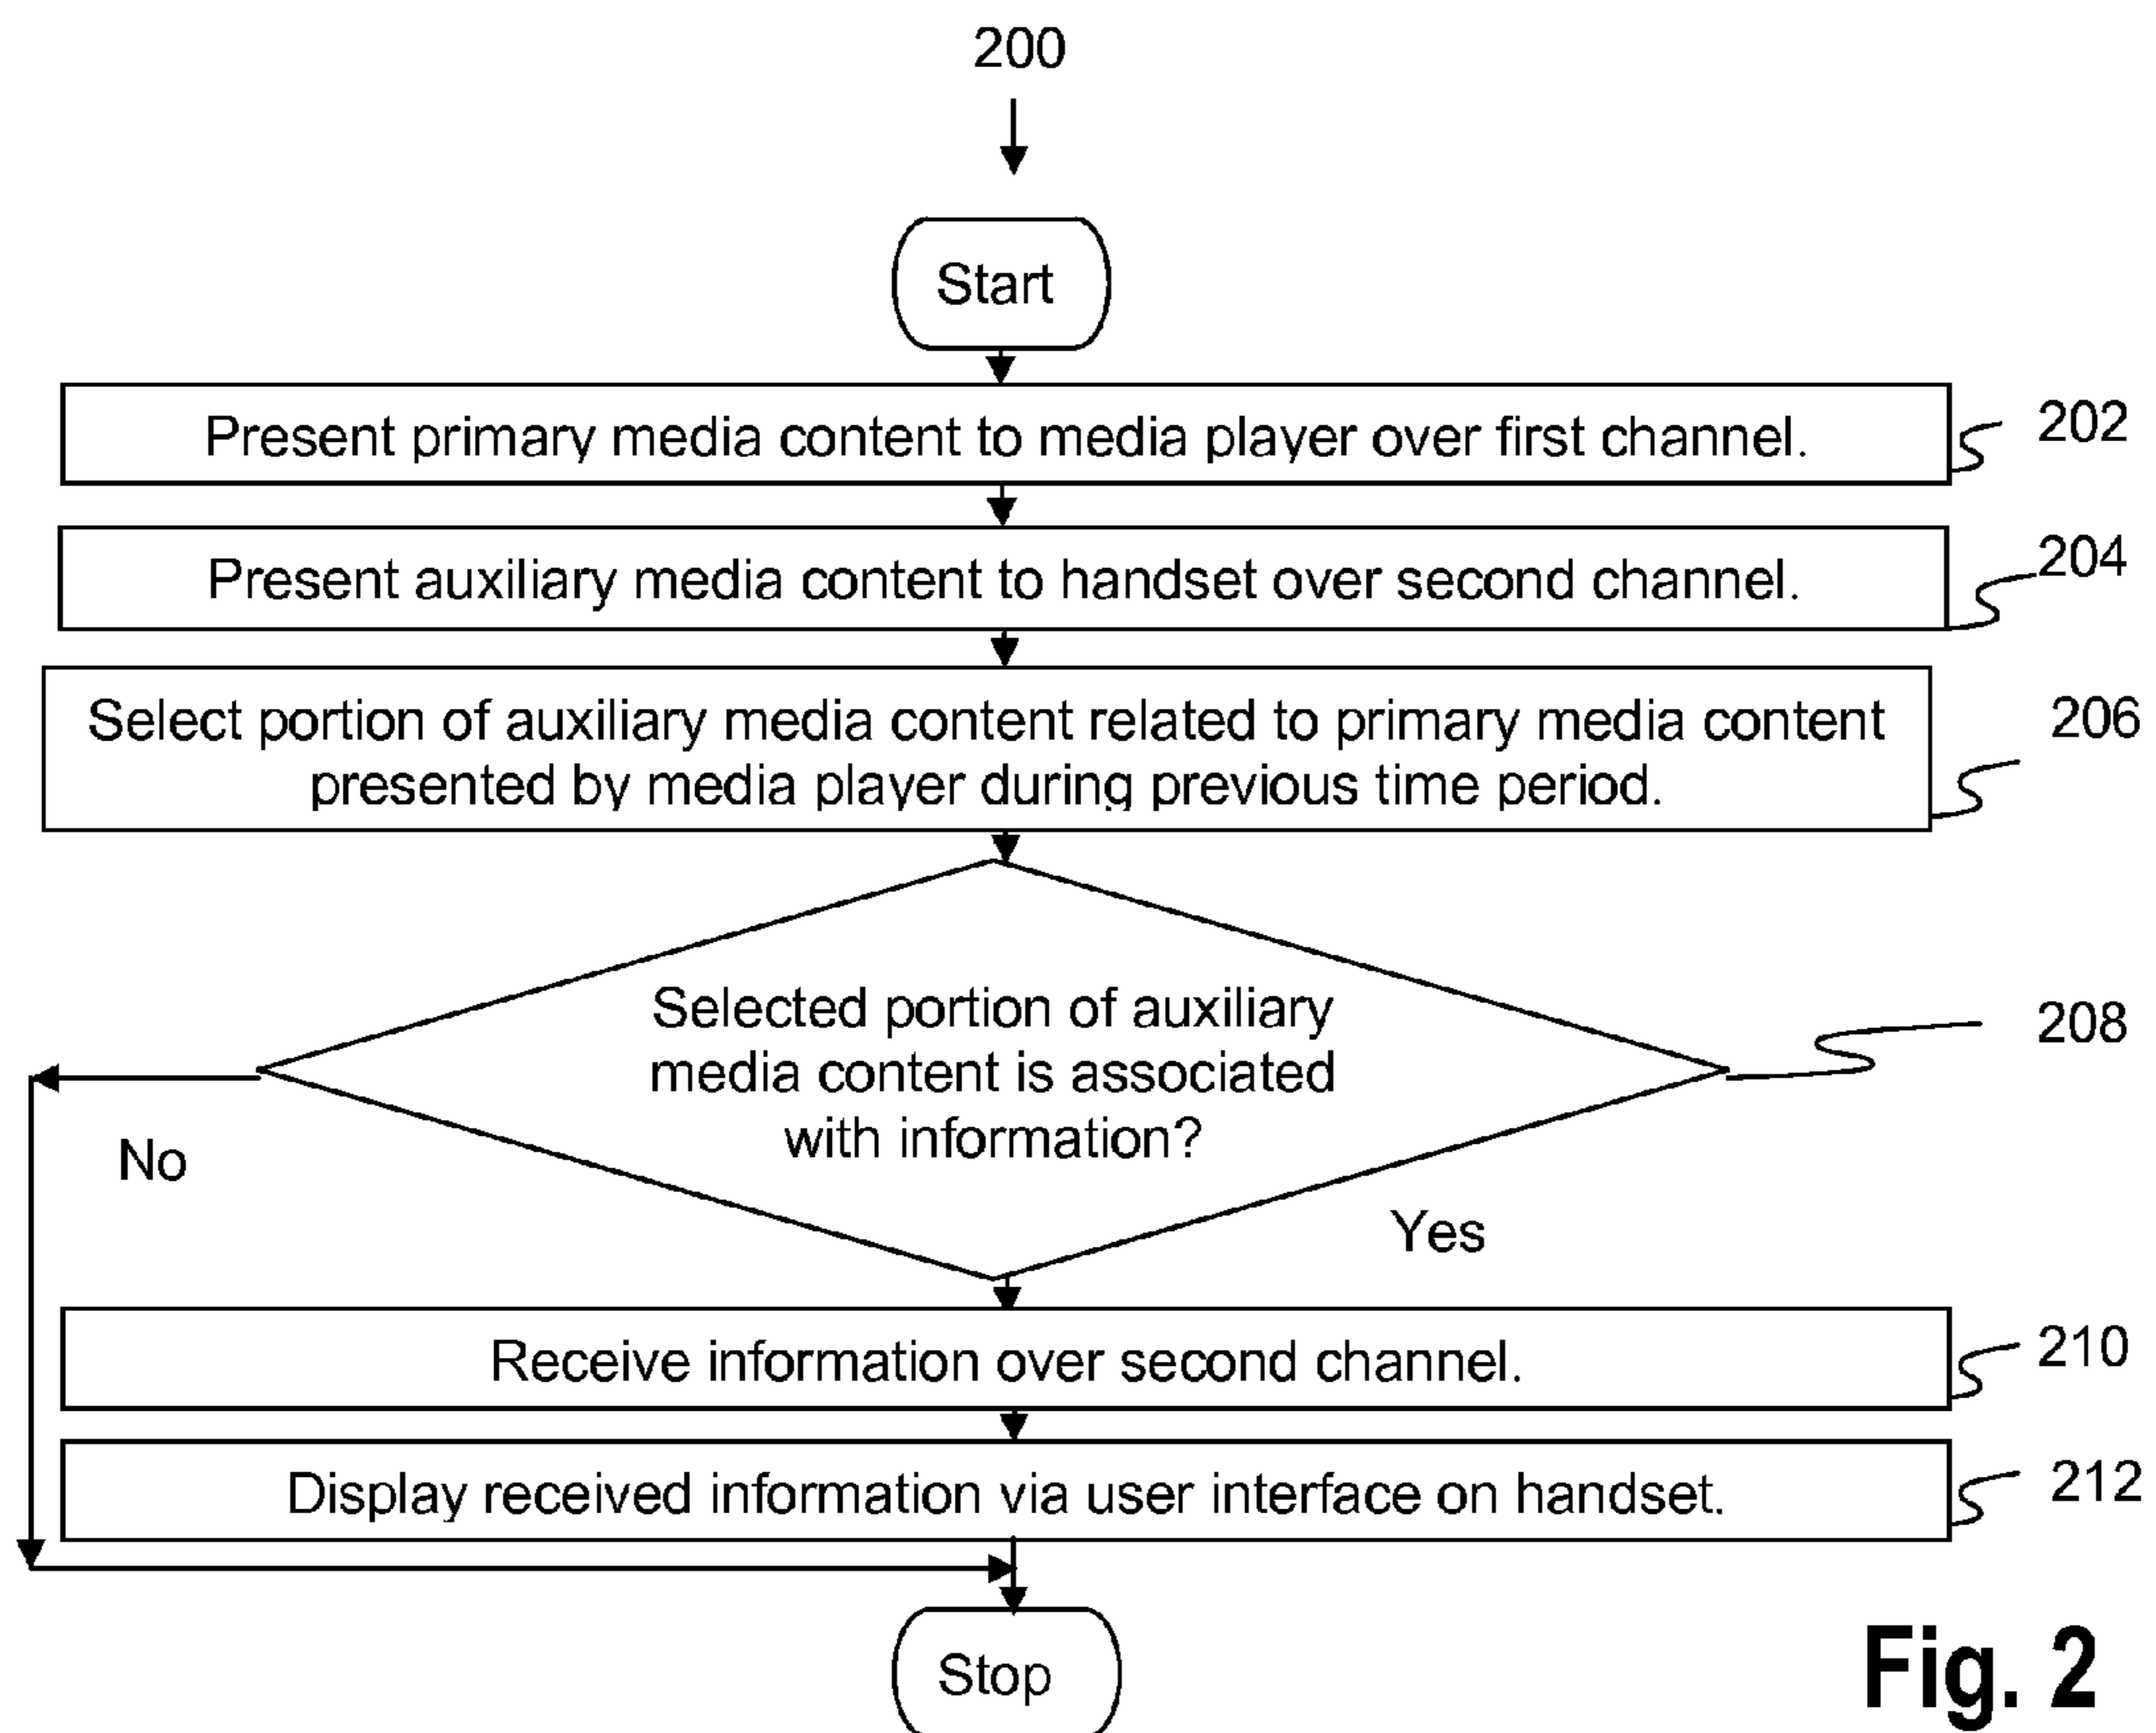 200
Start
Present primary media content to media player over first channel.
202
Present auxiliary media content to handset over second channel.
204
Select portion of auxiliary media content related to primary media content
presented by media player during previous time period.
206
Selected portion of auxiliary
media content is associated
with information?
208
No
Yes
Receive information over second channel.
210
Display received information via user interface on handset.
212
Stop
Fig. 2